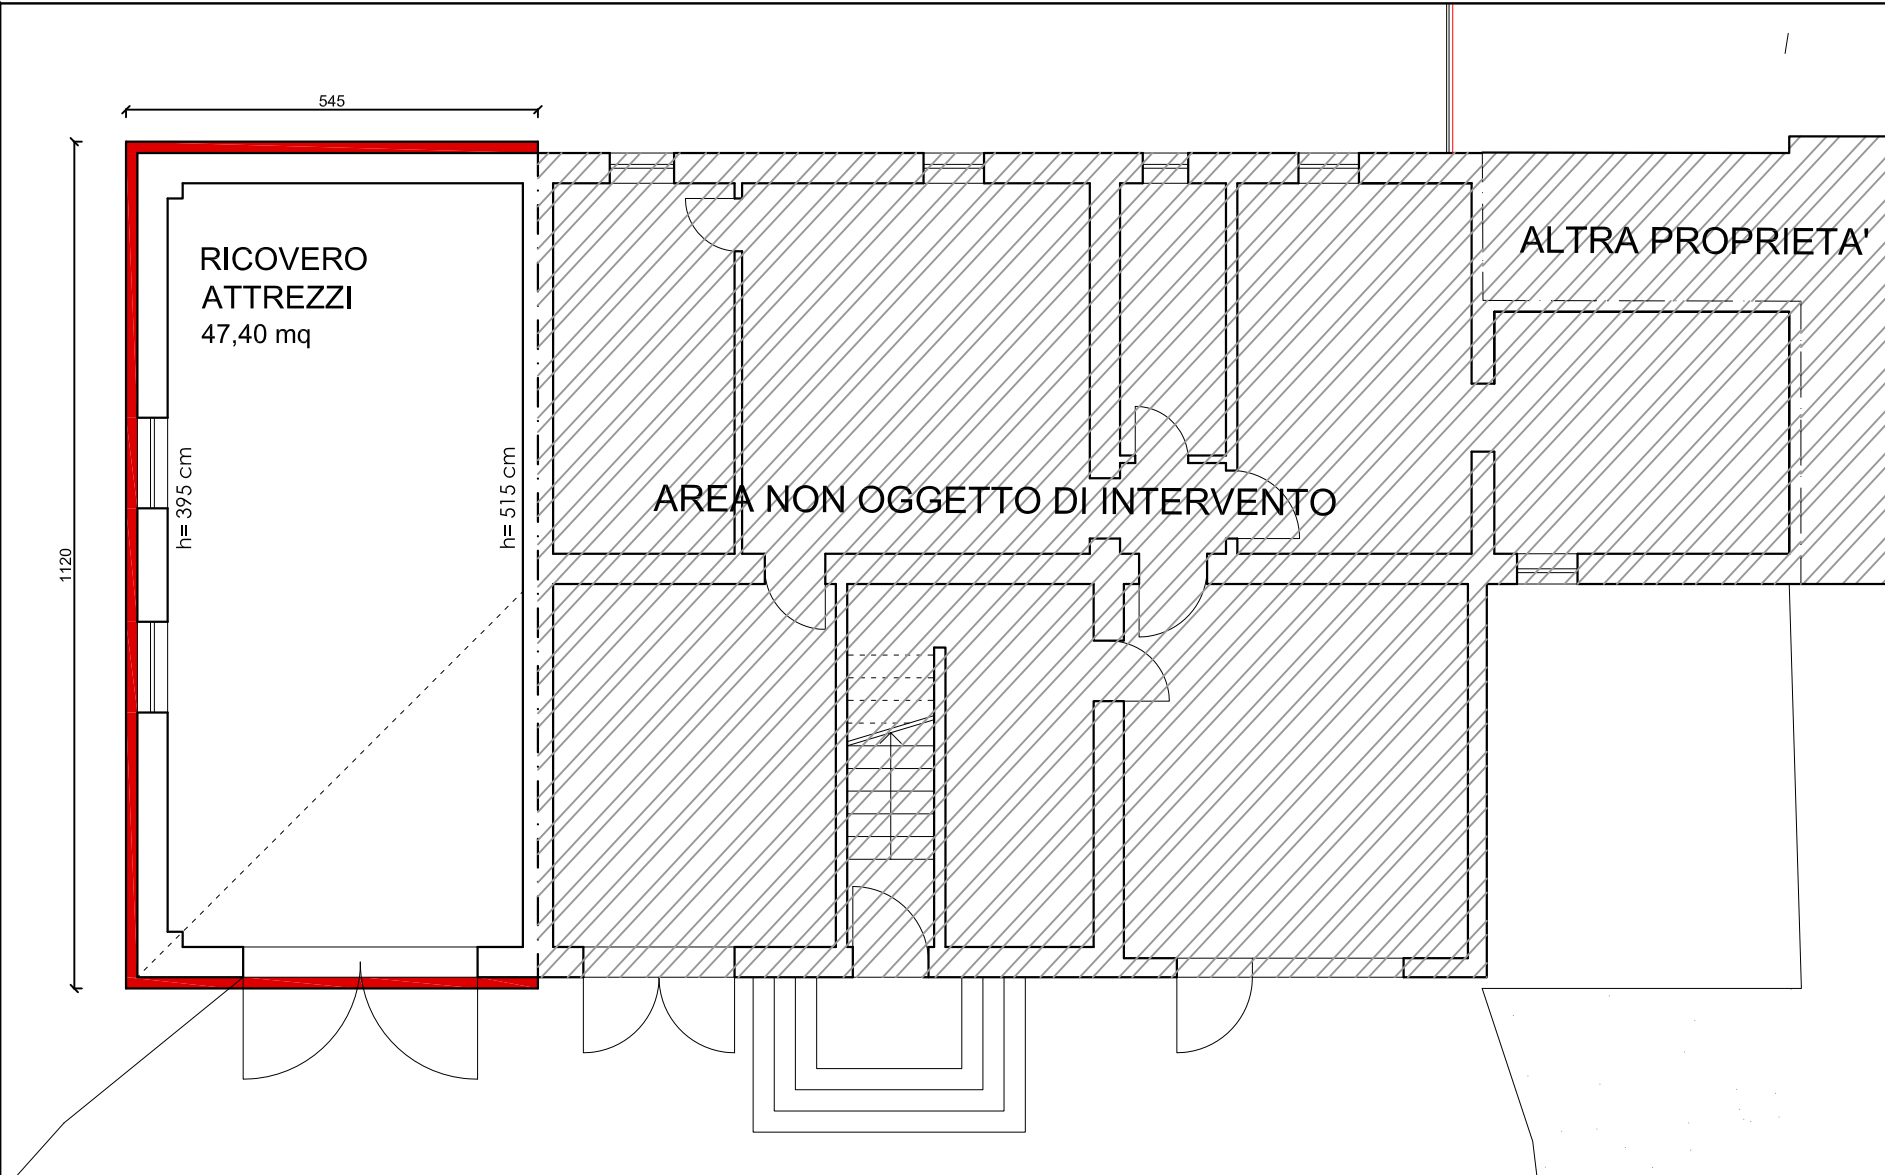 545
RICOVERO
ATTREZZI
47,40 mq
ALTRA PROPRIETA'
h= 395 cm
h= 515 cm
AREA NON OGGETTO DI INTERVENTO
1120